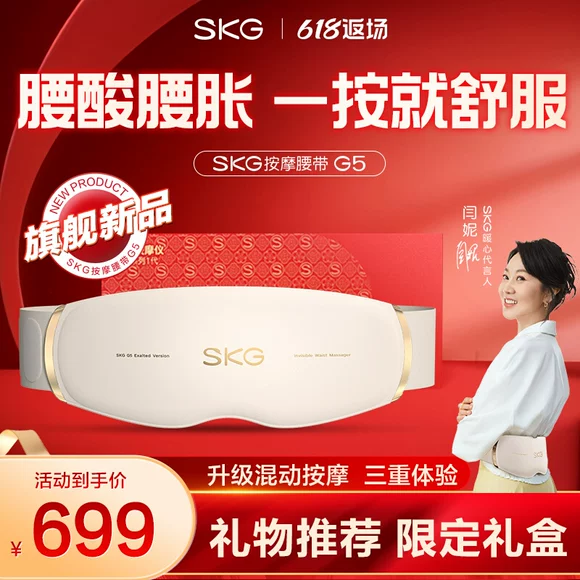 SKG | 618返场
腰酸腰胀 一按就舒服
SKG按摩腰带 G5
NEW PRODUCT
旗舰新品
SKG按摩腰带G5
SKG暖心代言人
闫妮
摩仪
SKG
SKG G5 Exalted Version
活动到手价
¥699
升级混动按摩 三重体验
礼物推荐 限定礼盒